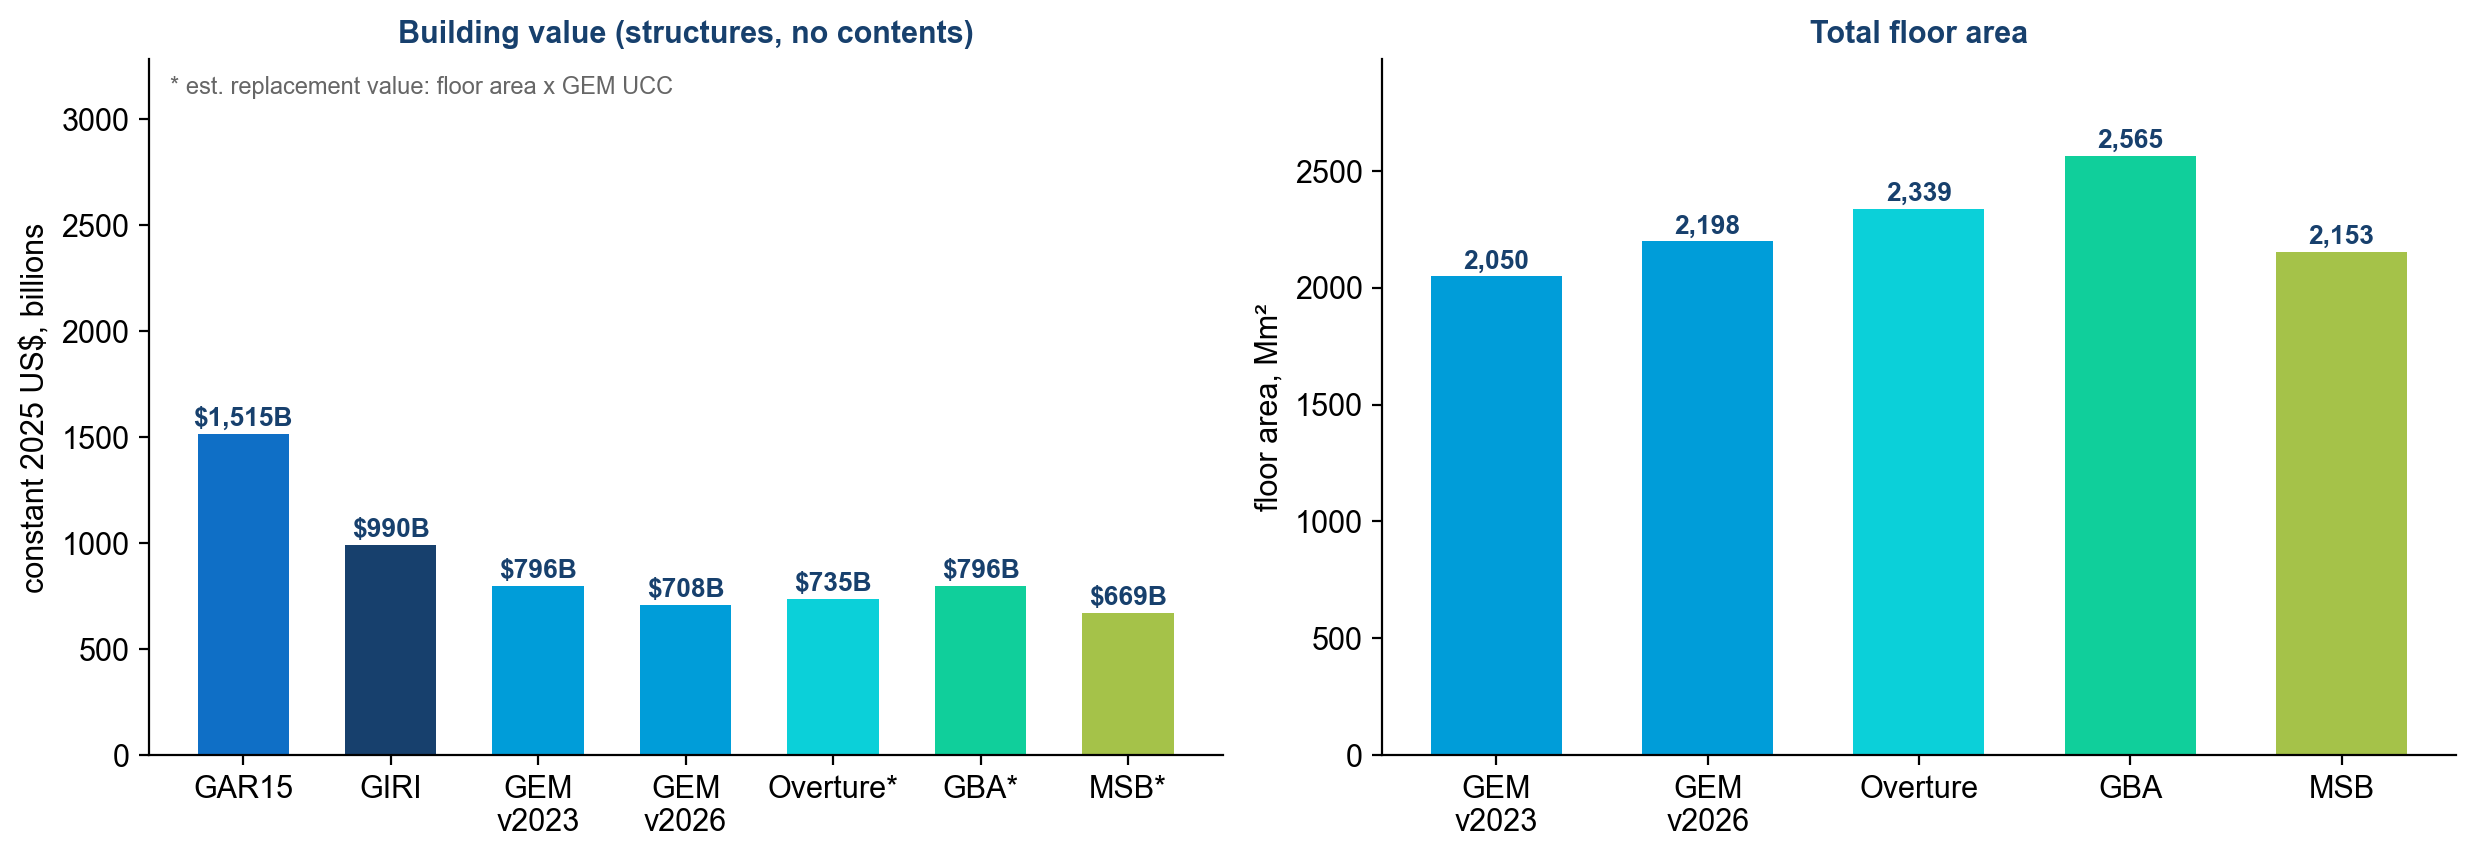 Building value (structures, no contents)
* est. replacement value: floor area x GEM UCC
constant 2025 US$, billions
3000
2500
2000
1500
1000
500
0
$1,515B
$990B
$796B
$708B
$735B
$796B
$669B
GAR15
GIRI
GEM
v2023
GEM
v2026
Overture*
GBA*
MSB*
Total floor area
floor area, Mm²
2500
2000
1500
1000
500
0
2,050
2,198
2,339
2,565
2,153
GEM
v2023
GEM
v2026
Overture
GBA
MSB